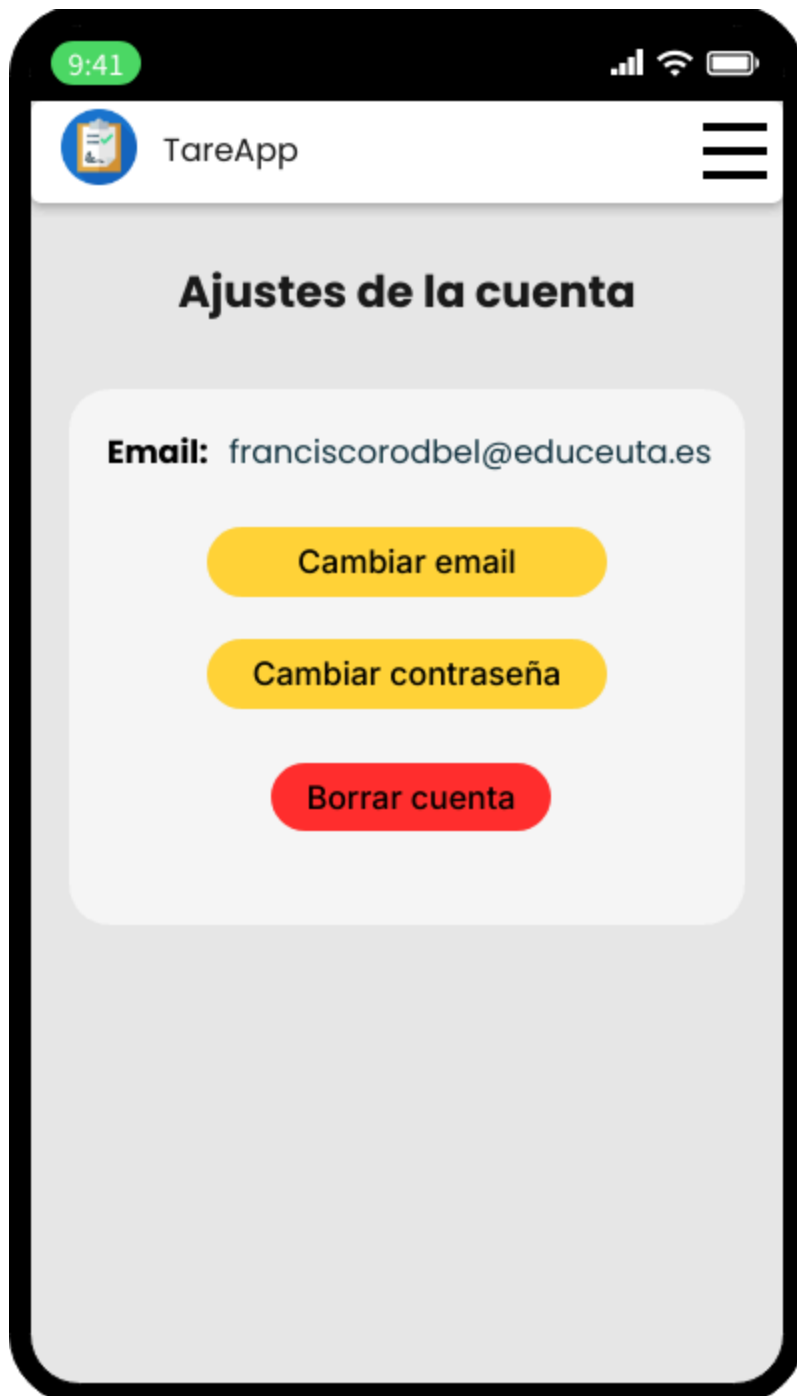 9:41
TareApp
Ajustes de la cuenta
Email: franciscorodbel@educeuta.es
Cambiar email
Cambiar contraseña
Borrar cuenta